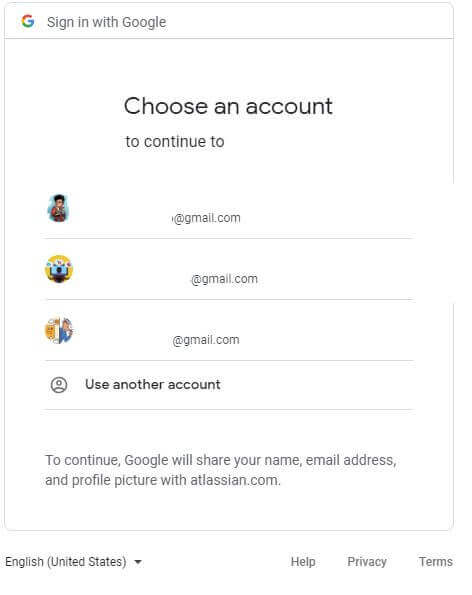 Sign in with Google
Choose an account
to continue to
@gmail.com
@gmail.com
@gmail.com
Use another account
To continue, Google will share your name, email address,
and profile picture with atlassian.com.
English (United States) Help Privacy Terms